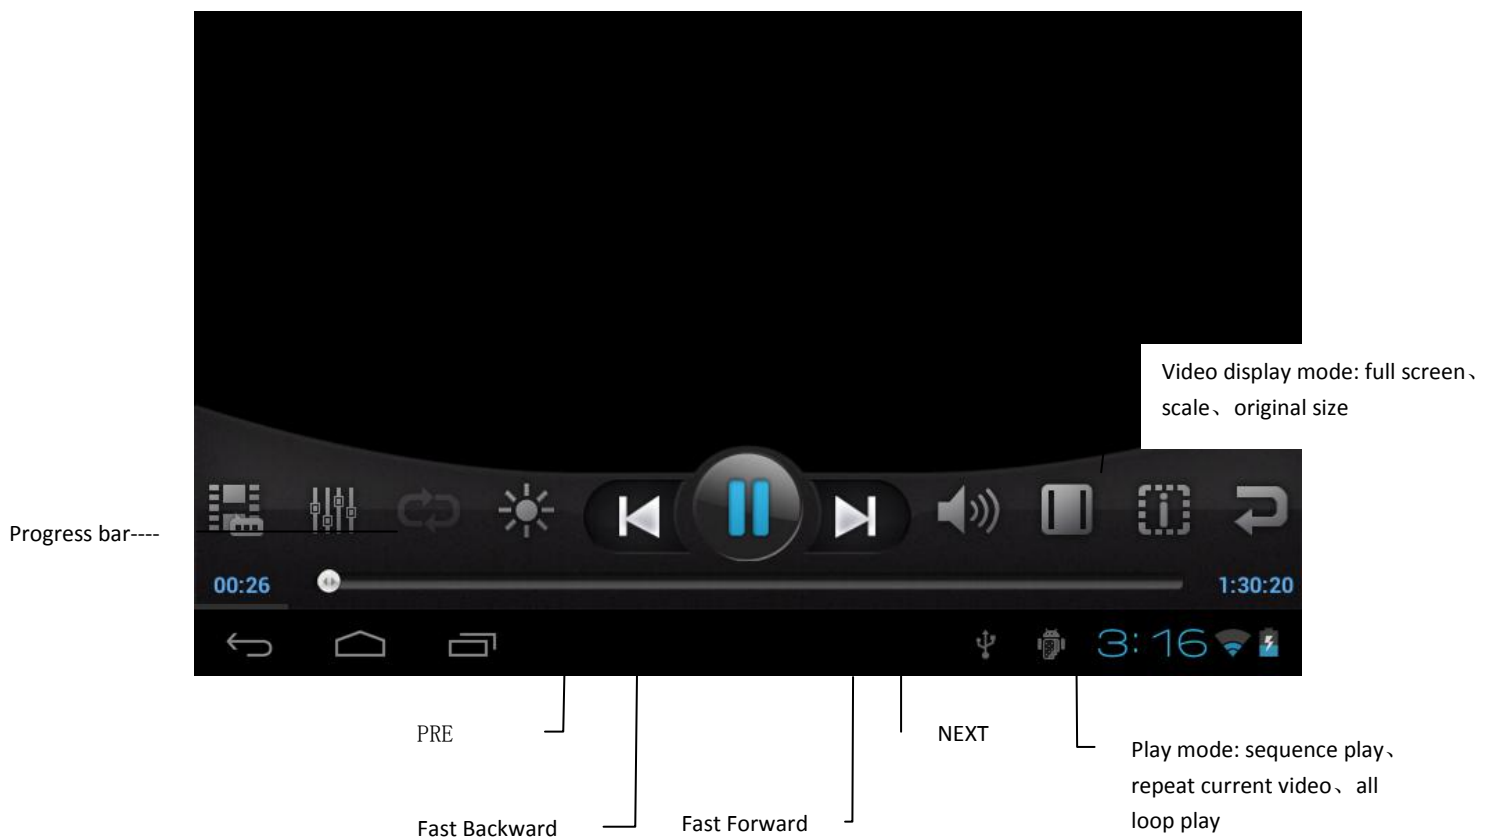 Video display mode: full screen、
scale、original size
Progress bar----
00:26
1:30:20
3:16
PRE
NEXT
Play mode: sequence play、
repeat current video、all
loop play
Fast Backward
Fast Forward